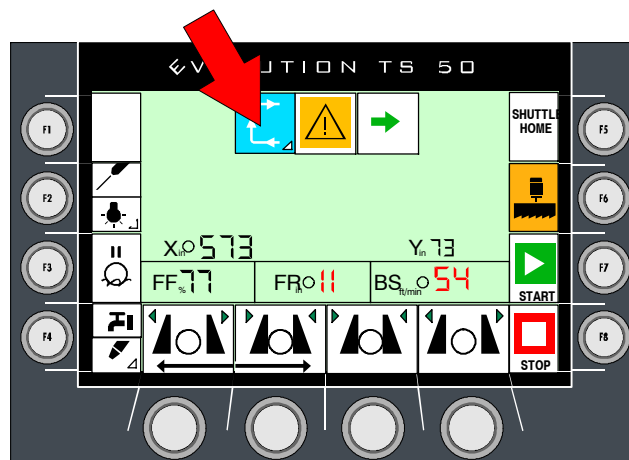 EVOLUTION TS 50
F1
SHUTTL
HOME
F5
F2
F6
X in 573
Y in 73
F3
FF % 77
FR in 11
BS ft/min 54
START
F7
F4
STOP
F8